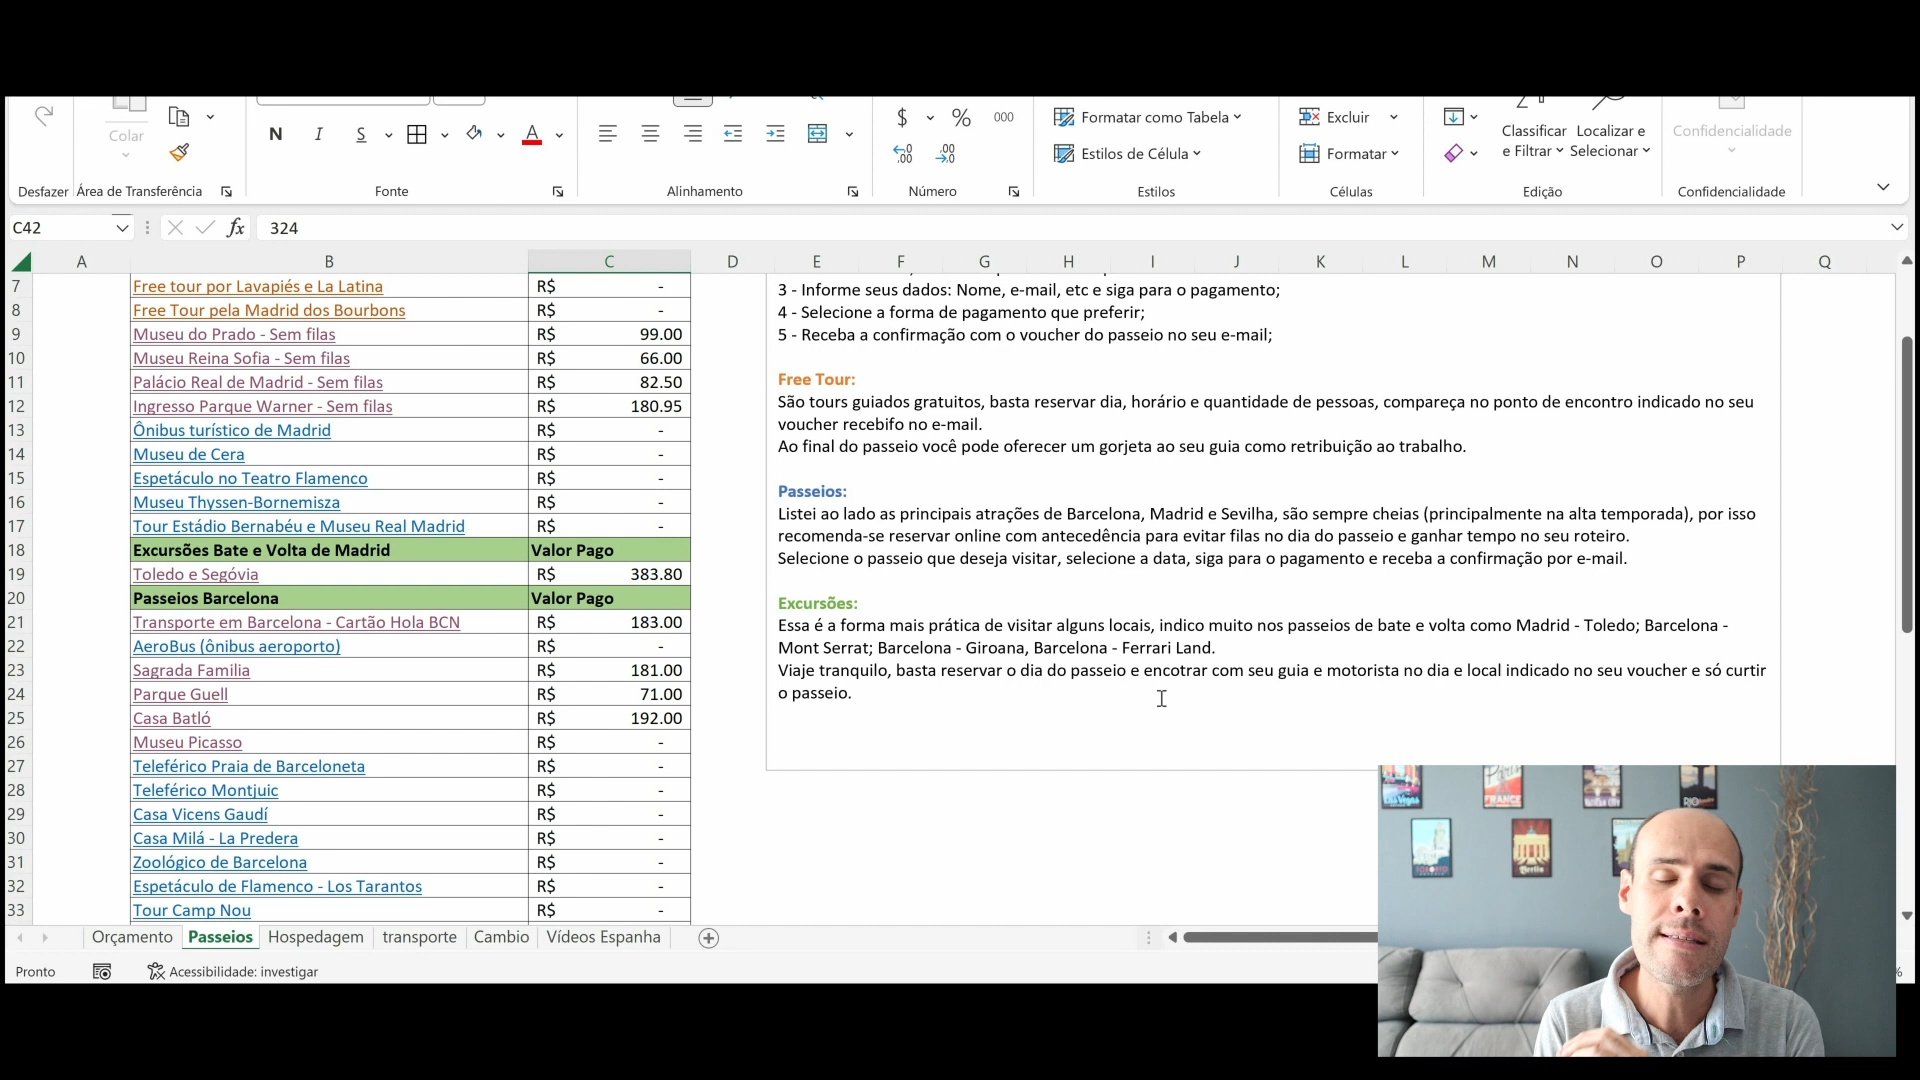 Colar
Desfazer
Área de Transferência
N I S A
Fonte
Alinhamento
$ % 000
Número
Formatar como Tabela
Estilos de Célula
Estilos
Excluir
Formatar
Células
Classificar e Filtrar
Localizar e Selecionar
Edição
Confidencialidade
Confidencialidade
C42 fx 324
A B C D E F G H I J K L M N O P Q
7 Free tour por Lavapiés e La Latina R$ -
8 Free Tour pela Madrid dos Bourbons R$ -
9 Museu do Prado - Sem filas R$ 99.00
10 Museu Reina Sofia - Sem filas R$ 66.00
11 Palácio Real de Madrid - Sem filas R$ 82.50
12 Ingresso Parque Warner - Sem filas R$ 180.95
13 Ônibus turístico de Madrid R$ -
14 Museu de Cera R$ -
15 Espetáculo no Teatro Flamenco R$ -
16 Museu Thyssen-Bornemisza R$ -
17 Tour Estádio Bernabéu e Museu Real Madrid R$ -
18 Excursões Bate e Volta de Madrid Valor Pago
19 Toledo e Segóvia R$ 383.80
20 Passeios Barcelona Valor Pago
21 Transporte em Barcelona - Cartão Hola BCN R$ 183.00
22 AeroBus (ônibus aeroporto) R$ -
23 Sagrada Familia R$ 181.00
24 Parque Guell R$ 71.00
25 Casa Batló R$ 192.00
26 Museu Picasso R$ -
27 Teleférico Praia de Barceloneta R$ -
28 Teleférico Montjuic R$ -
29 Casa Vicens Gaudí R$ -
30 Casa Milá - La Predera R$ -
31 Zoológico de Barcelona R$ -
32 Espetáculo de Flamenco - Los Tarantos R$ -
33 Tour Camp Nou R$ -
3 - Informe seus dados: Nome, e-mail, etc e siga para o pagamento;
4 - Selecione a forma de pagamento que preferir;
5 - Receba a confirmação com o voucher do passeio no seu e-mail;
Free Tour:
São tours guiados gratuitos, basta reservar dia, horário e quantidade de pessoas, compareça no ponto de encontro indicado no seu
voucher recebifo no e-mail.
Ao final do passeio você pode oferecer um gorjeta ao seu guia como retribuição ao trabalho.
Passeios:
Listei ao lado as principais atrações de Barcelona, Madrid e Sevilha, são sempre cheias (principalmente na alta temporada), por isso
recomenda-se reservar online com antecedência para evitar filas no dia do passeio e ganhar tempo no seu roteiro.
Selecione o passeio que deseja visitar, selecione a data, siga para o pagamento e receba a confirmação por e-mail.
Excursões:
Essa é a forma mais prática de visitar alguns locais, indico muito nos passeios de bate e volta como Madrid - Toledo; Barcelona -
Mont Serrat; Barcelona - Giroana, Barcelona - Ferrari Land.
Viaje tranquilo, basta reservar o dia do passeio e encotrar com seu guia e motorista no dia e local indicado no seu voucher e só curtir
o passeio.
Paris
FRANCE
RIO
Berlin
Orçamento Passeios Hospedagem transporte Cambio Vídeos Espanha
Pronto
Acessibilidade: investigar
%